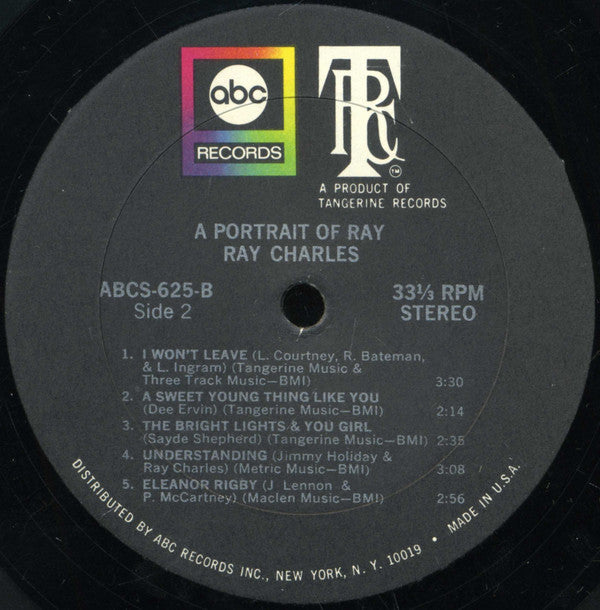 abc
RECORDS
TRC
™
A PRODUCT OF
TANGERINE RECORDS
A PORTRAIT OF RAY
RAY CHARLES
ABCS-625-B
Side 2
33⅓ RPM
STEREO
1. I WON'T LEAVE (L. Courtney, R. Bateman,
& L. Ingram) (Tangerine Music &
Three Track Music—BMI) 3:30
2. A SWEET YOUNG THING LIKE YOU
(Dee Ervin) (Tangerine Music—BMI) 2:14
3. THE BRIGHT LIGHTS & YOU GIRL
(Sayde Shepherd) (Tangerine Music—BMI) 2:35
4. UNDERSTANDING (Jimmy Holiday &
Ray Charles) (Metric Music—BMI) 3:08
5. ELEANOR RIGBY (J Lennon &
P. McCartney) (Maclen Music—BMI) 2:56
DISTRIBUTED BY ABC RECORDS INC., NEW YORK, N. Y. 10019 • MADE IN U.S.A.